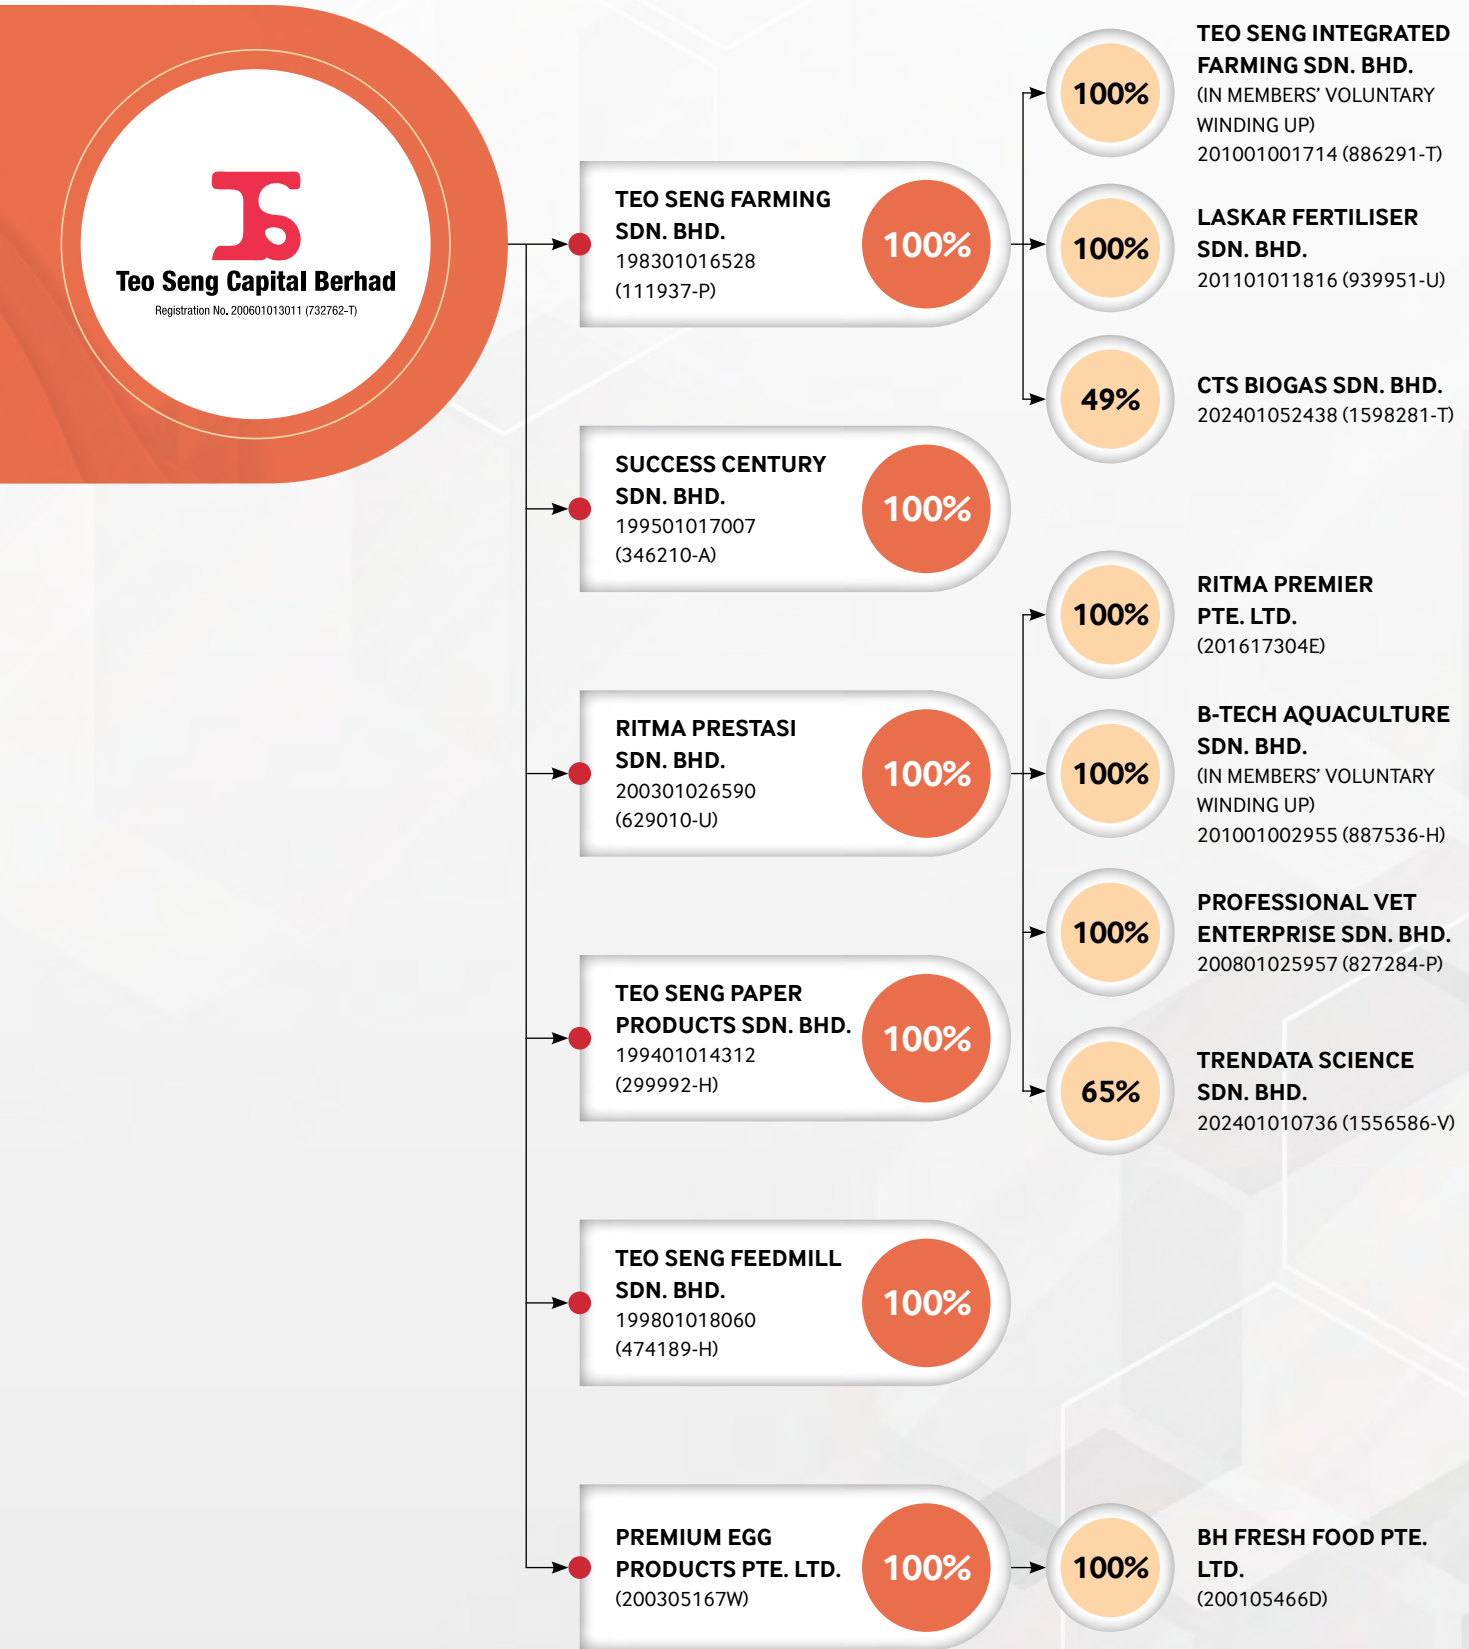 Teo Seng Capital Berhad
Registration No. 200601013011 (732762-T)
TEO SENG FARMING
SDN. BHD.
198301016528
(111937-P)
100%
100%
TEO SENG INTEGRATED
FARMING SDN. BHD.
(IN MEMBERS' VOLUNTARY
WINDING UP)
201001001714 (886291-T)
100%
LASKAR FERTILISER
SDN. BHD.
201101011816 (939951-U)
49%
CTS BIOGAS SDN. BHD.
202401052438 (1598281-T)
SUCCESS CENTURY
SDN. BHD.
199501017007
(346210-A)
100%
RITMA PRESTASI
SDN. BHD.
200301026590
(629010-U)
100%
100%
RITMA PREMIER
PTE. LTD.
(201617304E)
100%
B-TECH AQUACULTURE
SDN. BHD.
(IN MEMBERS' VOLUNTARY
WINDING UP)
201001002955 (887536-H)
100%
PROFESSIONAL VET
ENTERPRISE SDN. BHD.
200801025957 (827284-P)
65%
TRENDATA SCIENCE
SDN. BHD.
202401010736 (1556586-V)
TEO SENG PAPER
PRODUCTS SDN. BHD.
199401014312
(299992-H)
100%
TEO SENG FEEDMILL
SDN. BHD.
199801018060
(474189-H)
100%
PREMIUM EGG
PRODUCTS PTE. LTD.
(200305167W)
100%
100%
BH FRESH FOOD PTE.
LTD.
(200105466D)